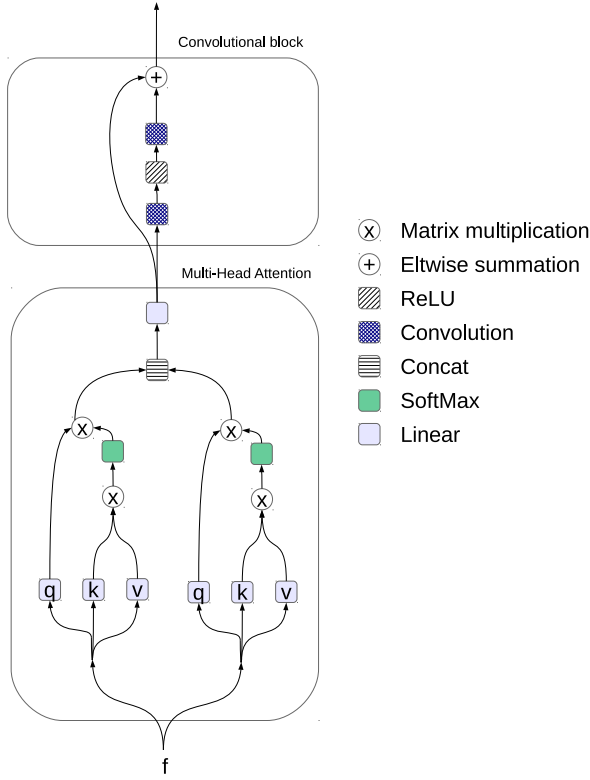 Convolutional block
+
Multi-Head Attention
x
x
x
x
q
k
v
q
k
v
f
x Matrix multiplication
+ Eltwise summation
ReLU
Convolution
Concat
SoftMax
Linear